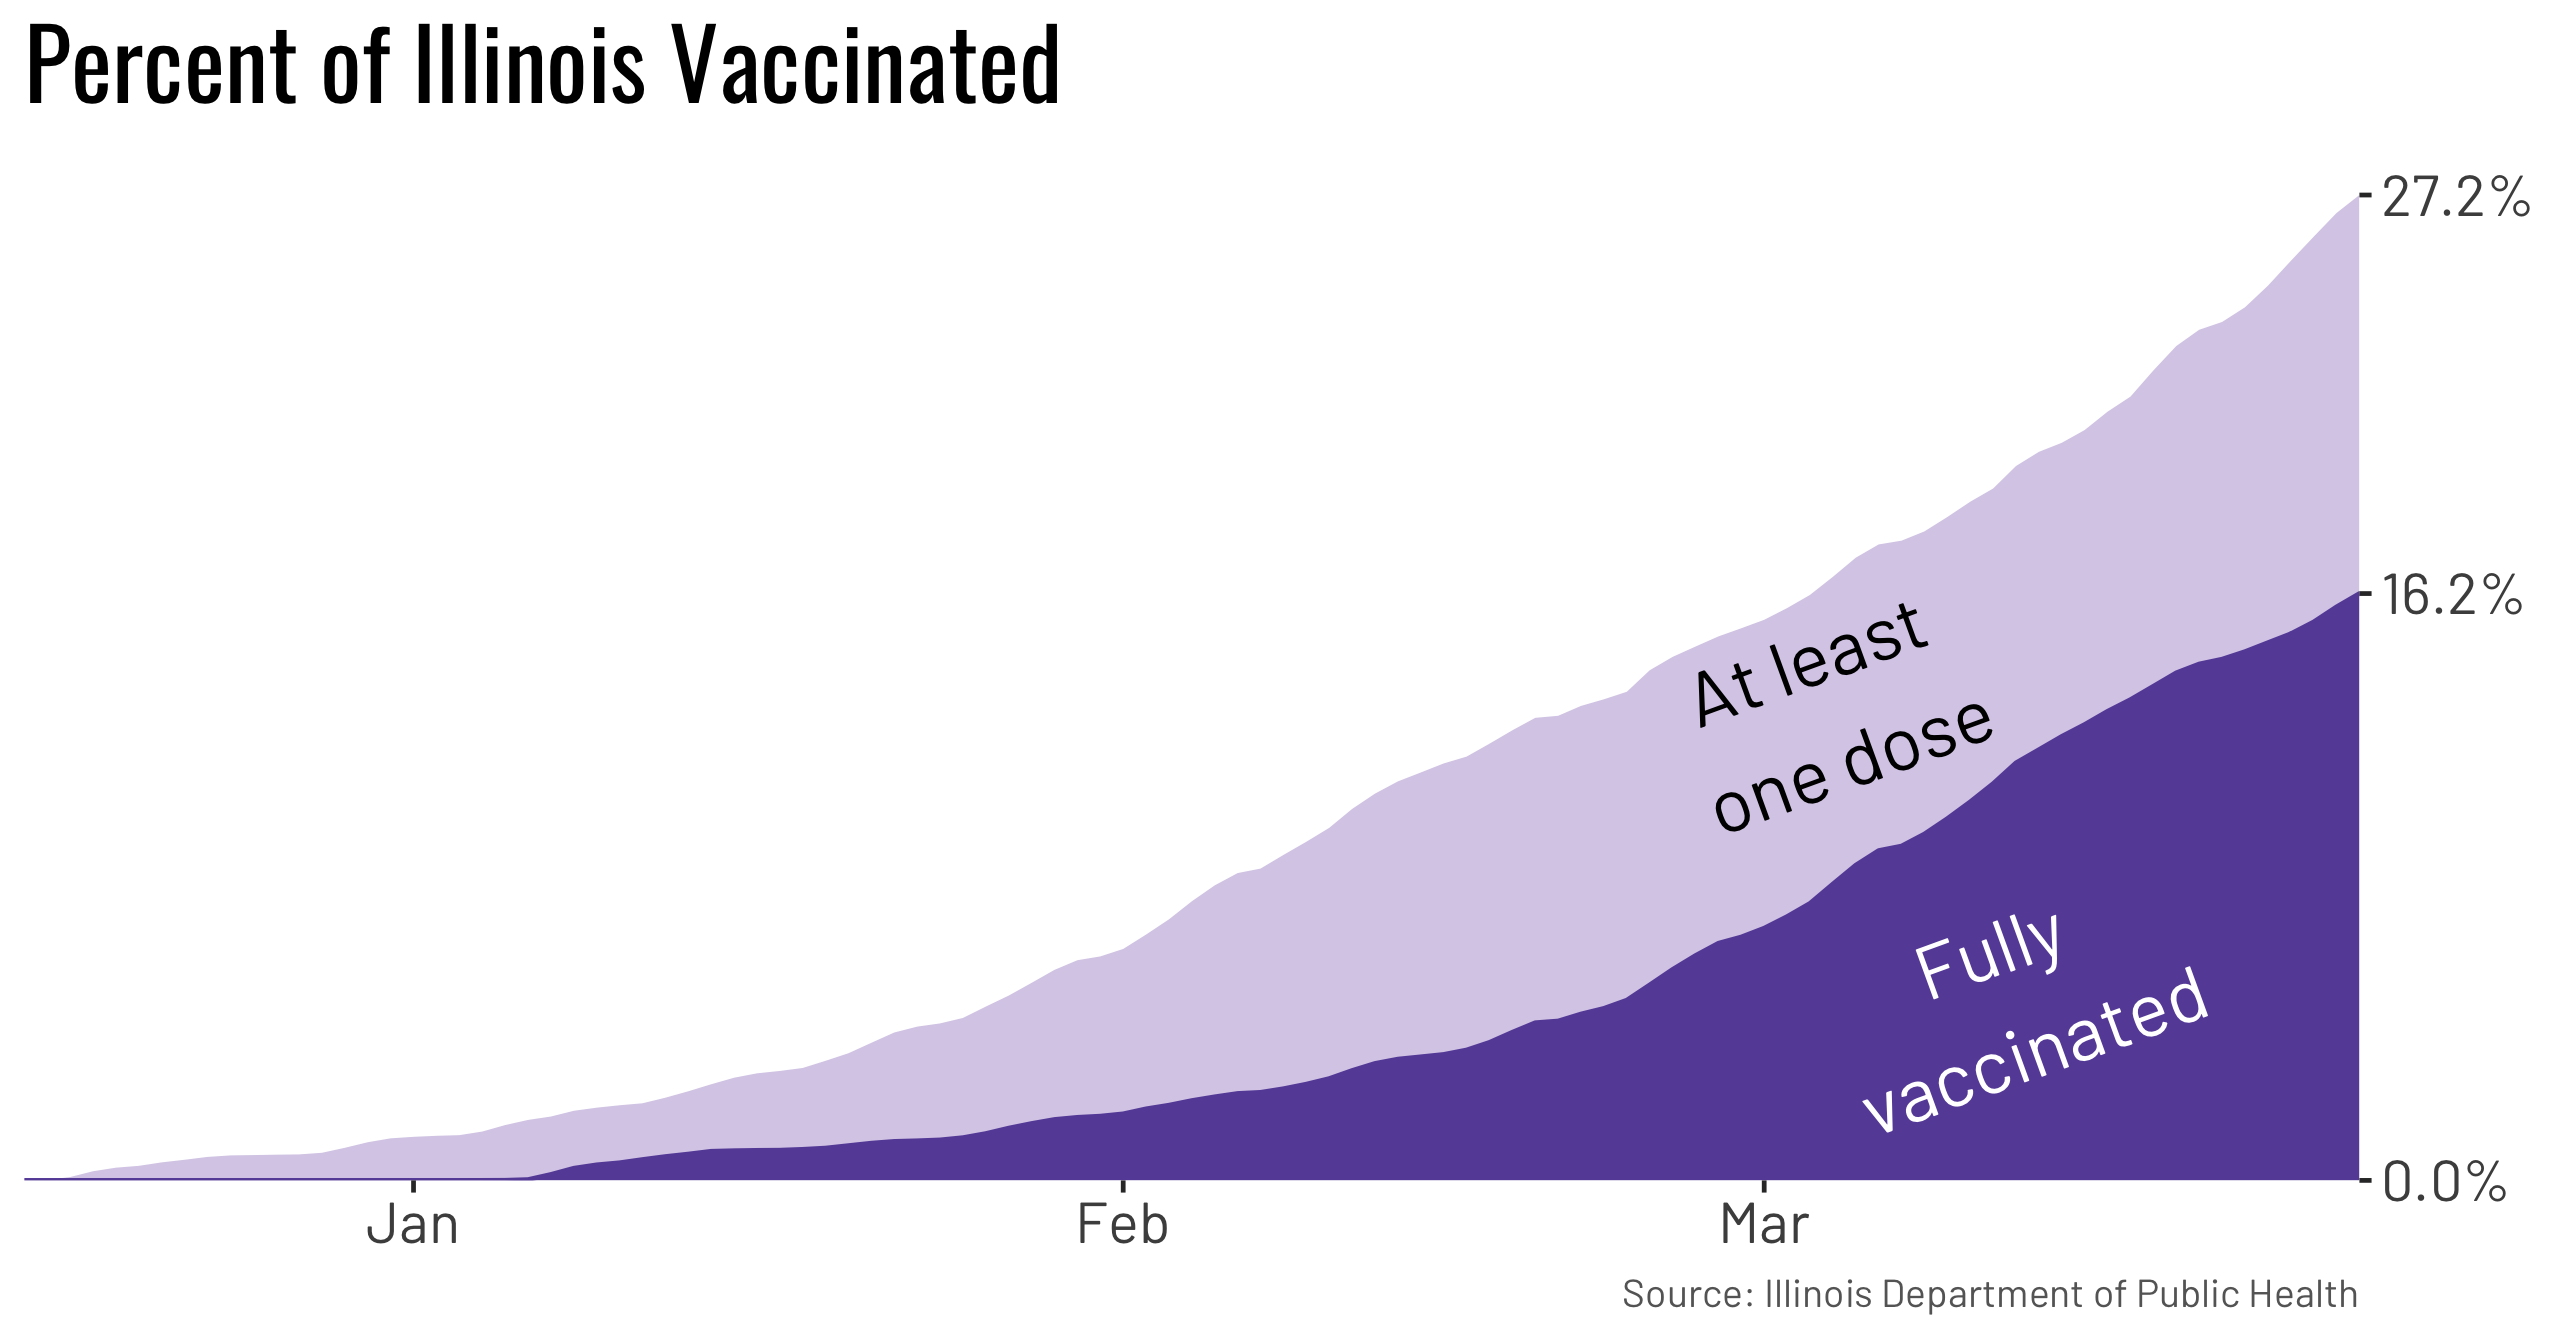 Percent of Illinois Vaccinated
27.2%
At least
one dose
16.2%
Fully
vaccinated
0.0%
Jan Feb Mar
Source: Illinois Department of Public Health